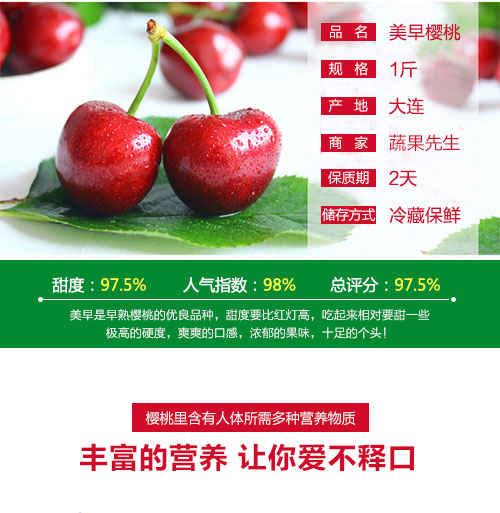 品 名 美早樱桃
规 格 1斤
产 地 大连
商 家 蔬果先生
保质期 2天
储存方式 冷藏保鲜
甜度：97.5% 人气指数：98% 总评分：97.5%
美早是早熟樱桃的优良品种，甜度要比红灯高，吃起来相对要甜一些
极高的硬度，爽爽的口感，浓郁的果味，十足的个头！
樱桃里含有人体所需多种营养物质
丰富的营养 让你爱不释口